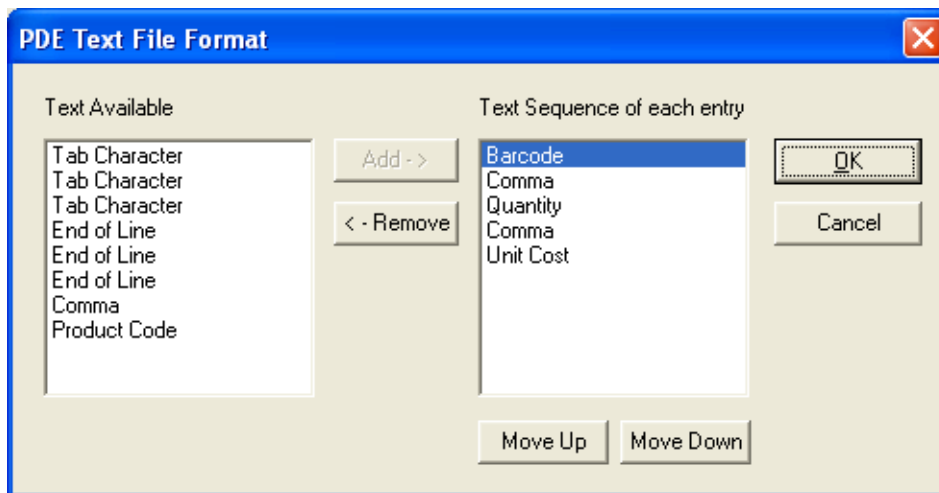 PDE Text File Format
Text Available
Tab Character
Tab Character
Tab Character
End of Line
End of Line
End of Line
Comma
Product Code
Add - >
< - Remove
Text Sequence of each entry
Barcode
Comma
Quantity
Comma
Unit Cost
Move Up
Move Down
OK
Cancel